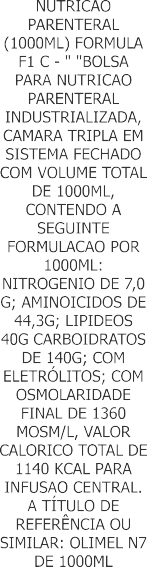 NUTRICAO
PARENTERAL
(1000ML) FORMULA
F1 C - " "BOLSA
PARA NUTRICAO
PARENTERAL
INDUSTRIALIZADA,
CAMARA TRIPLA EM
SISTEMA FECHADO
COM VOLUME TOTAL
DE 1000ML,
CONTENDO A
SEGUINTE
FORMULACAO POR
1000ML:
NITROGENIO DE 7,0
G; AMINOICIDOS DE
44,3G; LIPIDEOS
40G CARBOIDRATOS
DE 140G; COM
ELETRÓLITOS; COM
OSMOLARIDADE
FINAL DE 1360
MOSM/L, VALOR
CALORICO TOTAL DE
1140 KCAL PARA
INFUSAO CENTRAL.
A TÍTULO DE
REFERÊNCIA OU
SIMILAR: OLIMEL N7
DE 1000ML